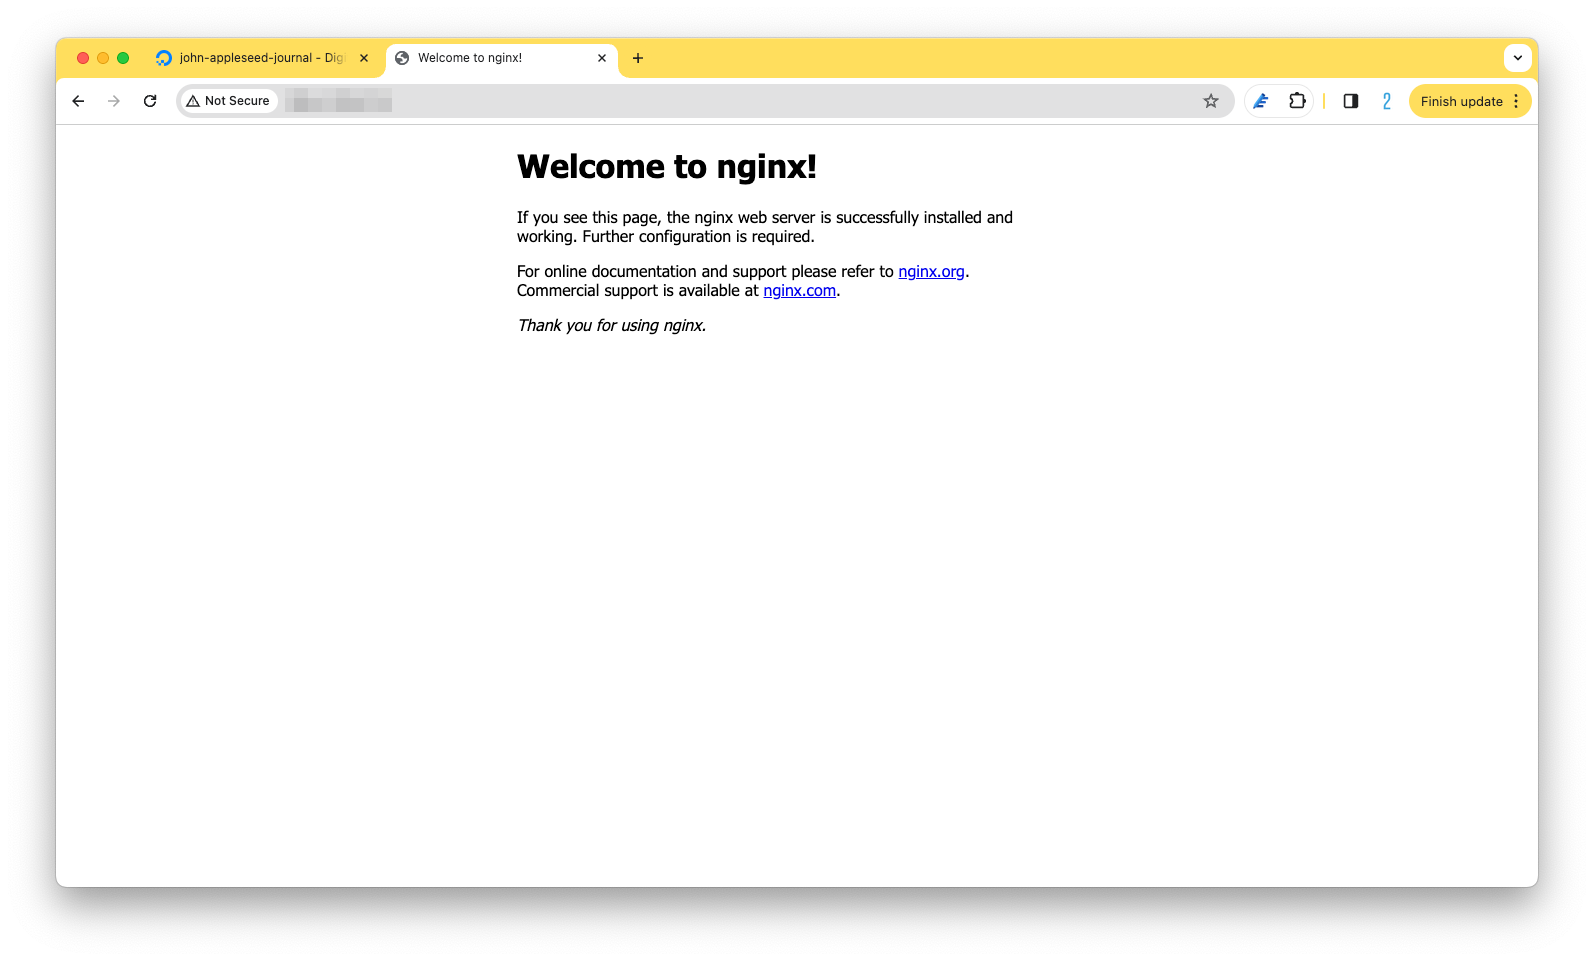 john-appleseed-journal - Digi
Welcome to nginx!
Not Secure
Finish update
Welcome to nginx!
If you see this page, the nginx web server is successfully installed and
working. Further configuration is required.
For online documentation and support please refer to nginx.org.
Commercial support is available at nginx.com.
Thank you for using nginx.